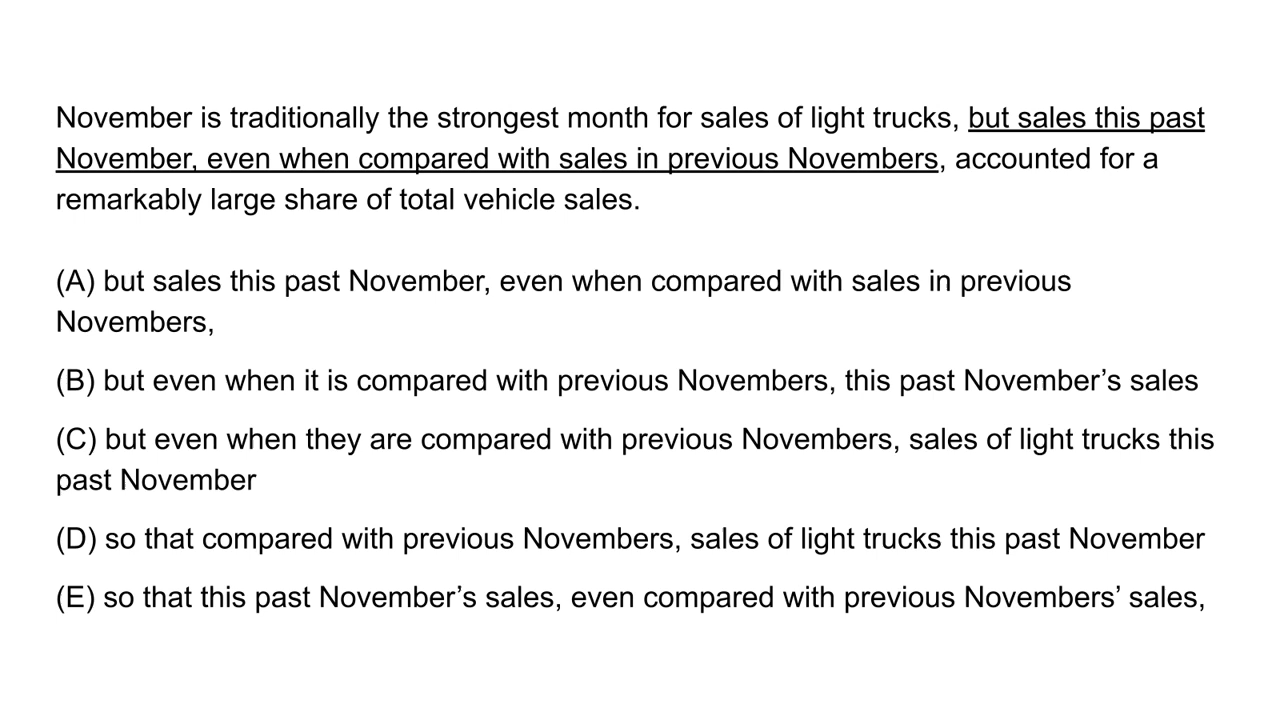 November is traditionally the strongest month for sales of light trucks, but sales this past
November, even when compared with sales in previous Novembers, accounted for a
remarkably large share of total vehicle sales.
(A) but sales this past November, even when compared with sales in previous
Novembers,
(B) but even when it is compared with previous Novembers, this past November’s sales
(C) but even when they are compared with previous Novembers, sales of light trucks this
past November
(D) so that compared with previous Novembers, sales of light trucks this past November
(E) so that this past November’s sales, even compared with previous Novembers’ sales,